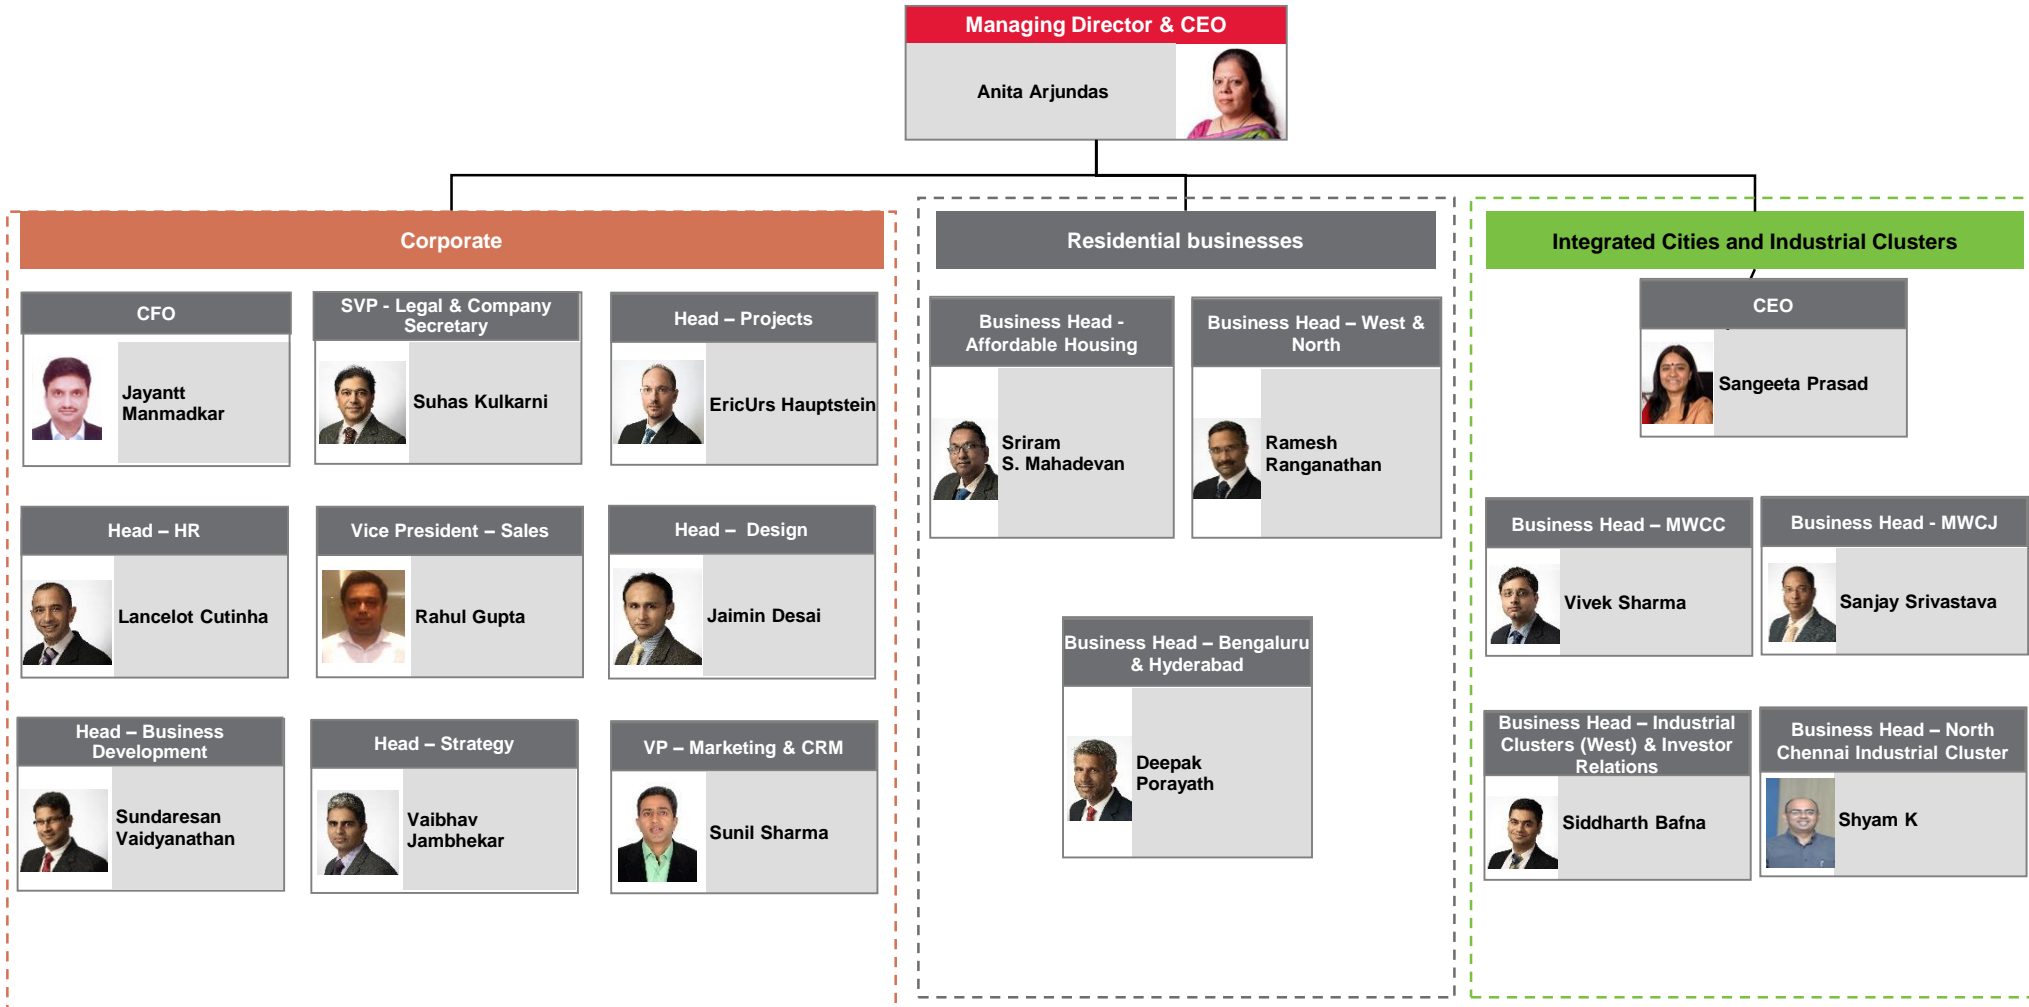 Managing Director & CEO
Anita Arjundas
Corporate
CFO
Jayantt
Manmadkar
SVP - Legal & Company
Secretary
Suhas Kulkarni
Head – Projects
EricUrs Hauptstein
Head – HR
Lancelot Cutinha
Vice President – Sales
Rahul Gupta
Head –  Design
Jaimin Desai
Head – Business
Development
Sundaresan
Vaidyanathan
Head – Strategy
Vaibhav
Jambhekar
VP – Marketing & CRM
Sunil Sharma
Residential businesses
Business Head -
Affordable Housing
Sriram
S. Mahadevan
Business Head – West &
North
Ramesh
Ranganathan
Business Head – Bengaluru
& Hyderabad
Deepak
Porayath
Integrated Cities and Industrial Clusters
CEO
Sangeeta Prasad
Business Head – MWCC
Vivek Sharma
Business Head - MWCJ
Sanjay Srivastava
Business Head – Industrial
Clusters (West) & Investor
Relations
Siddharth Bafna
Business Head – North
Chennai Industrial Cluster
Shyam K